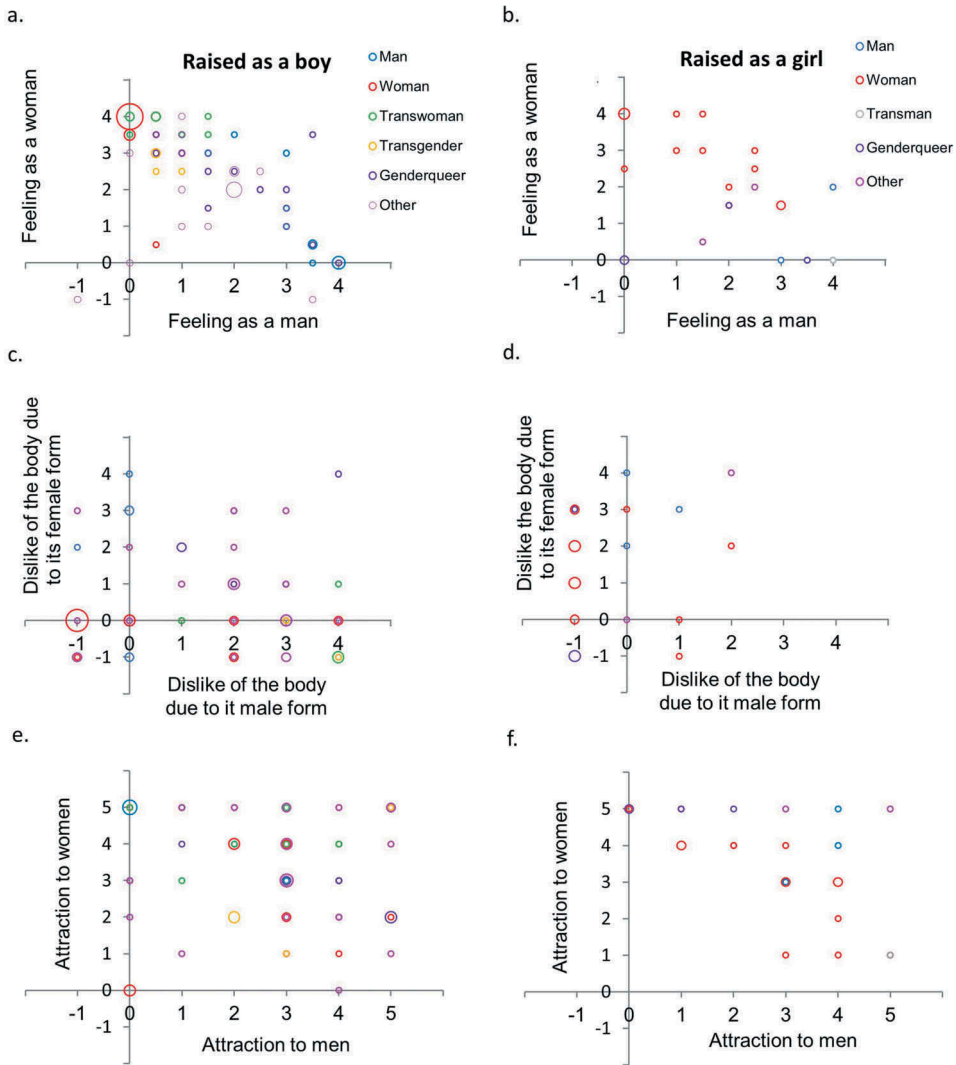 a.
Raised as a boy
Feeling as a woman
4
3
2
1
0
-1
-1
0
1
2
3
4
Feeling as a man
Man
Woman
Transwoman
Transgender
Genderqueer
Other
b.
Raised as a girl
Feeling as a woman
4
3
2
1
0
-1
-1
0
1
2
3
4
Feeling as a man
Man
Woman
Transman
Genderqueer
Other
c.
Dislike of the body due
to its female form
4
3
2
1
0
-1
-1
0
1
2
3
4
Dislike of the body
due to it male form
d.
Dislike the body due
to its female form
4
3
2
1
0
-1
-1
0
1
2
3
4
Dislike of the body
due to it male form
e.
Attraction to women
5
4
3
2
1
0
-1
-1
0
1
2
3
4
5
Attraction to men
f.
Attraction to women
5
4
3
2
1
0
-1
-1
0
1
2
3
4
5
Attraction to men